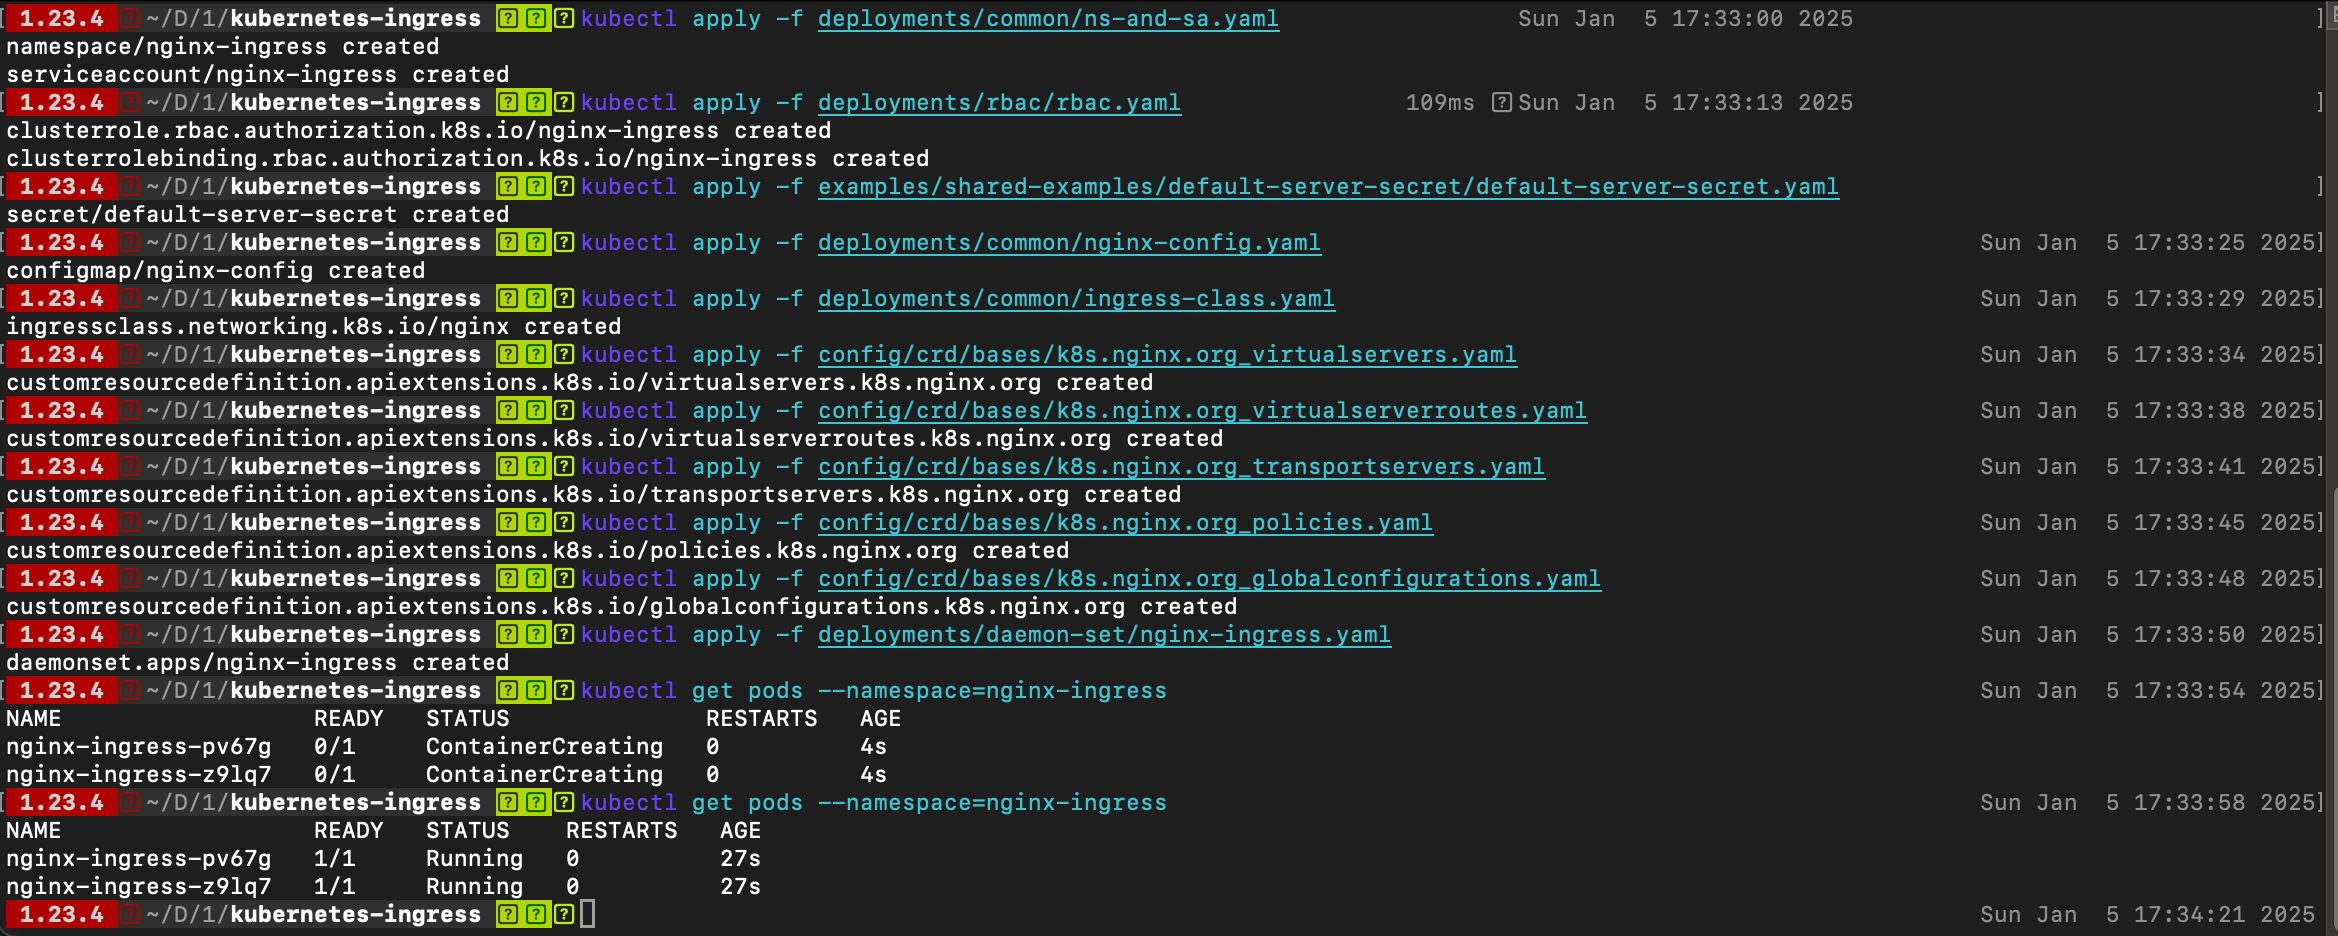 1.23.4 ~/D/1/kubernetes-ingress kubectl apply -f deployments/common/ns-and-sa.yaml Sun Jan 5 17:33:00 2025
namespace/nginx-ingress created
serviceaccount/nginx-ingress created
1.23.4 ~/D/1/kubernetes-ingress kubectl apply -f deployments/rbac/rbac.yaml 109ms Sun Jan 5 17:33:13 2025
clusterrole.rbac.authorization.k8s.io/nginx-ingress created
clusterrolebinding.rbac.authorization.k8s.io/nginx-ingress created
1.23.4 ~/D/1/kubernetes-ingress kubectl apply -f examples/shared-examples/default-server-secret/default-server-secret.yaml
secret/default-server-secret created
1.23.4 ~/D/1/kubernetes-ingress kubectl apply -f deployments/common/nginx-config.yaml Sun Jan 5 17:33:25 2025
configmap/nginx-config created
1.23.4 ~/D/1/kubernetes-ingress kubectl apply -f deployments/common/ingress-class.yaml Sun Jan 5 17:33:29 2025
ingressclass.networking.k8s.io/nginx created
1.23.4 ~/D/1/kubernetes-ingress kubectl apply -f config/crd/bases/k8s.nginx.org_virtualservers.yaml Sun Jan 5 17:33:34 2025
customresourcedefinition.apiextensions.k8s.io/virtualservers.k8s.nginx.org created
1.23.4 ~/D/1/kubernetes-ingress kubectl apply -f config/crd/bases/k8s.nginx.org_virtualserverroutes.yaml Sun Jan 5 17:33:38 2025
customresourcedefinition.apiextensions.k8s.io/virtualserverroutes.k8s.nginx.org created
1.23.4 ~/D/1/kubernetes-ingress kubectl apply -f config/crd/bases/k8s.nginx.org_transportservers.yaml Sun Jan 5 17:33:41 2025
customresourcedefinition.apiextensions.k8s.io/transportservers.k8s.nginx.org created
1.23.4 ~/D/1/kubernetes-ingress kubectl apply -f config/crd/bases/k8s.nginx.org_policies.yaml Sun Jan 5 17:33:45 2025
customresourcedefinition.apiextensions.k8s.io/policies.k8s.nginx.org created
1.23.4 ~/D/1/kubernetes-ingress kubectl apply -f config/crd/bases/k8s.nginx.org_globalconfigurations.yaml Sun Jan 5 17:33:48 2025
customresourcedefinition.apiextensions.k8s.io/globalconfigurations.k8s.nginx.org created
1.23.4 ~/D/1/kubernetes-ingress kubectl apply -f deployments/daemon-set/nginx-ingress.yaml Sun Jan 5 17:33:50 2025
daemonset.apps/nginx-ingress created
1.23.4 ~/D/1/kubernetes-ingress kubectl get pods --namespace=nginx-ingress Sun Jan 5 17:33:54 2025
NAME READY STATUS RESTARTS AGE
nginx-ingress-pv67g 0/1 ContainerCreating 0 4s
nginx-ingress-z9lq7 0/1 ContainerCreating 0 4s
1.23.4 ~/D/1/kubernetes-ingress kubectl get pods --namespace=nginx-ingress Sun Jan 5 17:33:58 2025
NAME READY STATUS RESTARTS AGE
nginx-ingress-pv67g 1/1 Running 0 27s
nginx-ingress-z9lq7 1/1 Running 0 27s
1.23.4 ~/D/1/kubernetes-ingress Sun Jan 5 17:34:21 2025